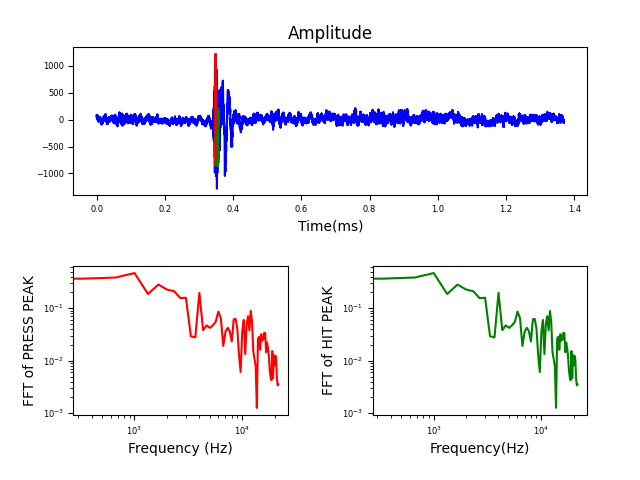 Amplitude
1000
500
0
−500
−1000
0.0 0.2 0.4 0.6 0.8 1.0 1.2 1.4
Time(ms)
FFT of PRESS PEAK
10⁻¹
10⁻²
10⁻³
10³ 10⁴
Frequency (Hz)
FFT of HIT PEAK
10⁻¹
10⁻²
10⁻³
10³ 10⁴
Frequency(Hz)